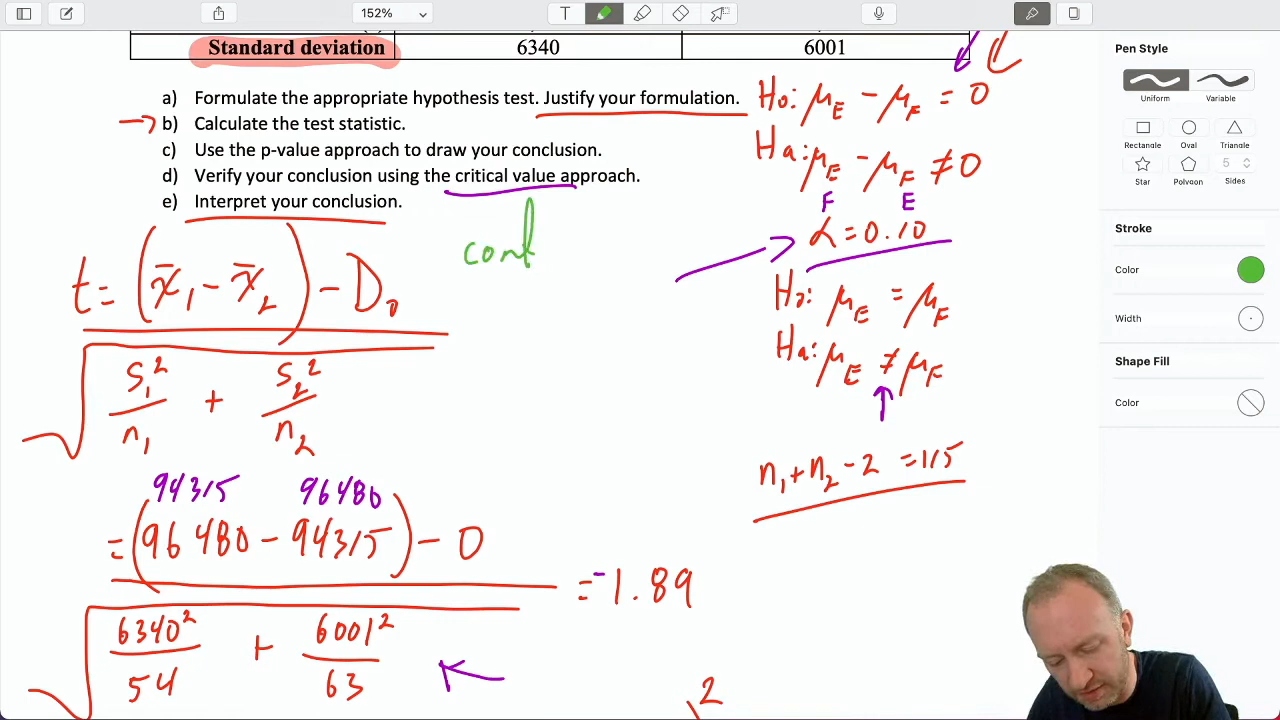 152%
T
Standard deviation 6340 6001
a) Formulate the appropriate hypothesis test. Justify your formulation.
b) Calculate the test statistic.
c) Use the p-value approach to draw your conclusion.
d) Verify your conclusion using the critical value approach.
e) Interpret your conclusion.
H0: μE - μF = 0
Ha: μE - μF ≠ 0
F E
α = 0.10
H0: μE = μF
Ha: μE ≠ μF
n1 + n2 - 2 = 115
conf
t = (x̄1 - x̄2) - D0
√ s1² / n1 + s2² / n2
94315 96480
= (96480 - 94315) - 0
√ 6340² / 54 + 6001² / 63
= -1.89
2
Pen Style
Uniform Variable
Rectangle Oval Triangle
5
Star Polygon Sides
Stroke
Color
Width
Shape Fill
Color